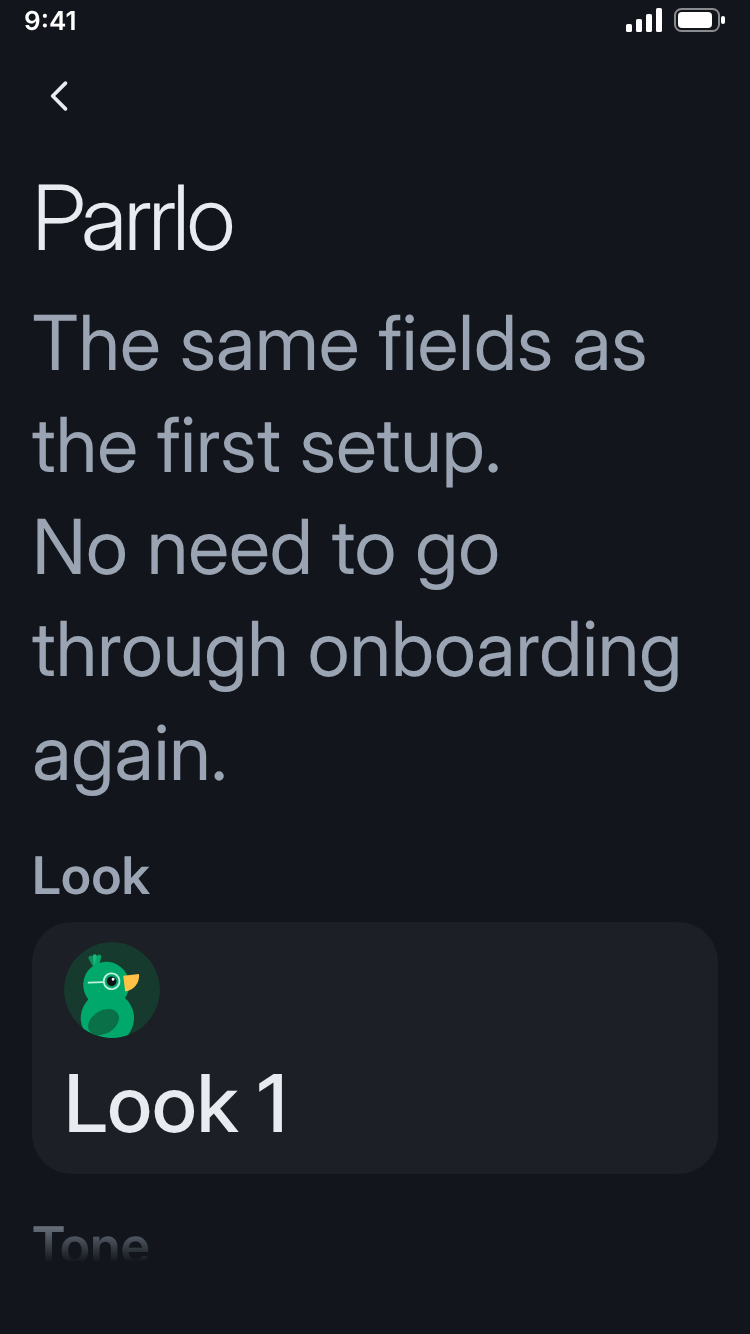 9:41
Parrlo
The same fields as
the first setup.
No need to go
through onboarding
again.
Look
Look 1
Tone